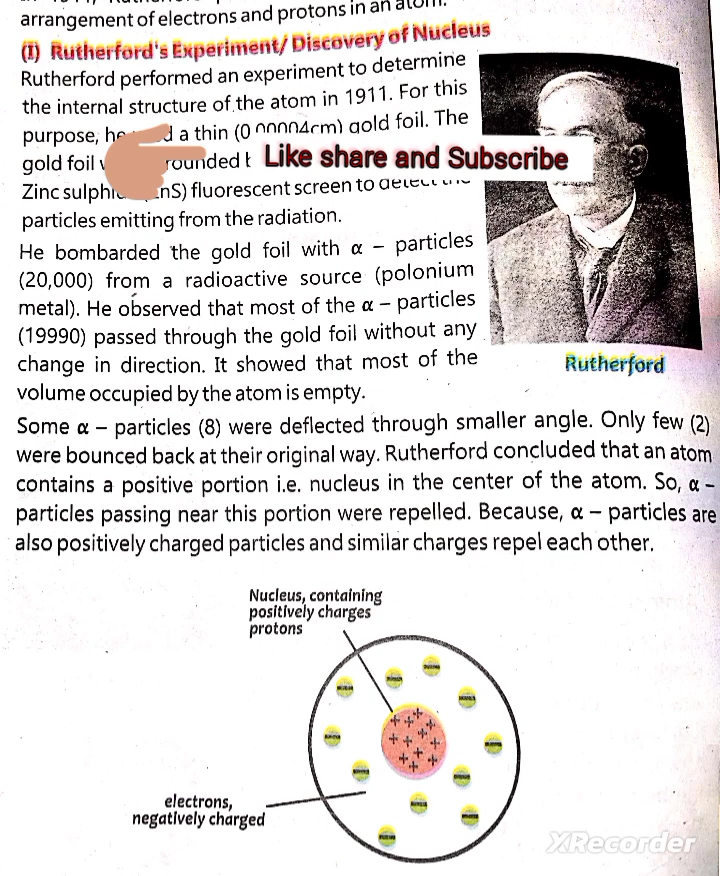 arrangement of electrons and protons in an atom.
(I) Rutherford's Experiment/ Discovery of Nucleus
Rutherford performed an experiment to determine
the internal structure of the atom in 1911. For this
purpose, he a thin (0.00004cm) gold foil. The
gold foil
Like share and Subscribe
Zinc sulphide (ZnS) fluorescent screen to detect the
particles emitting from the radiation.
He bombarded the gold foil with α – particles
(20,000) from a radioactive source (polonium
metal). He observed that most of the α – particles
(19990) passed through the gold foil without any
change in direction. It showed that most of the
volume occupied by the atom is empty.
Rutherford
Some α – particles (8) were deflected through smaller angle. Only few (2)
were bounced back at their original way. Rutherford concluded that an atom
contains a positive portion i.e. nucleus in the center of the atom. So, α –
particles passing near this portion were repelled. Because, α – particles are
also positively charged particles and similar charges repel each other.
Nucleus, containing
positively charges
protons
electrons,
negatively charged
XRecorder